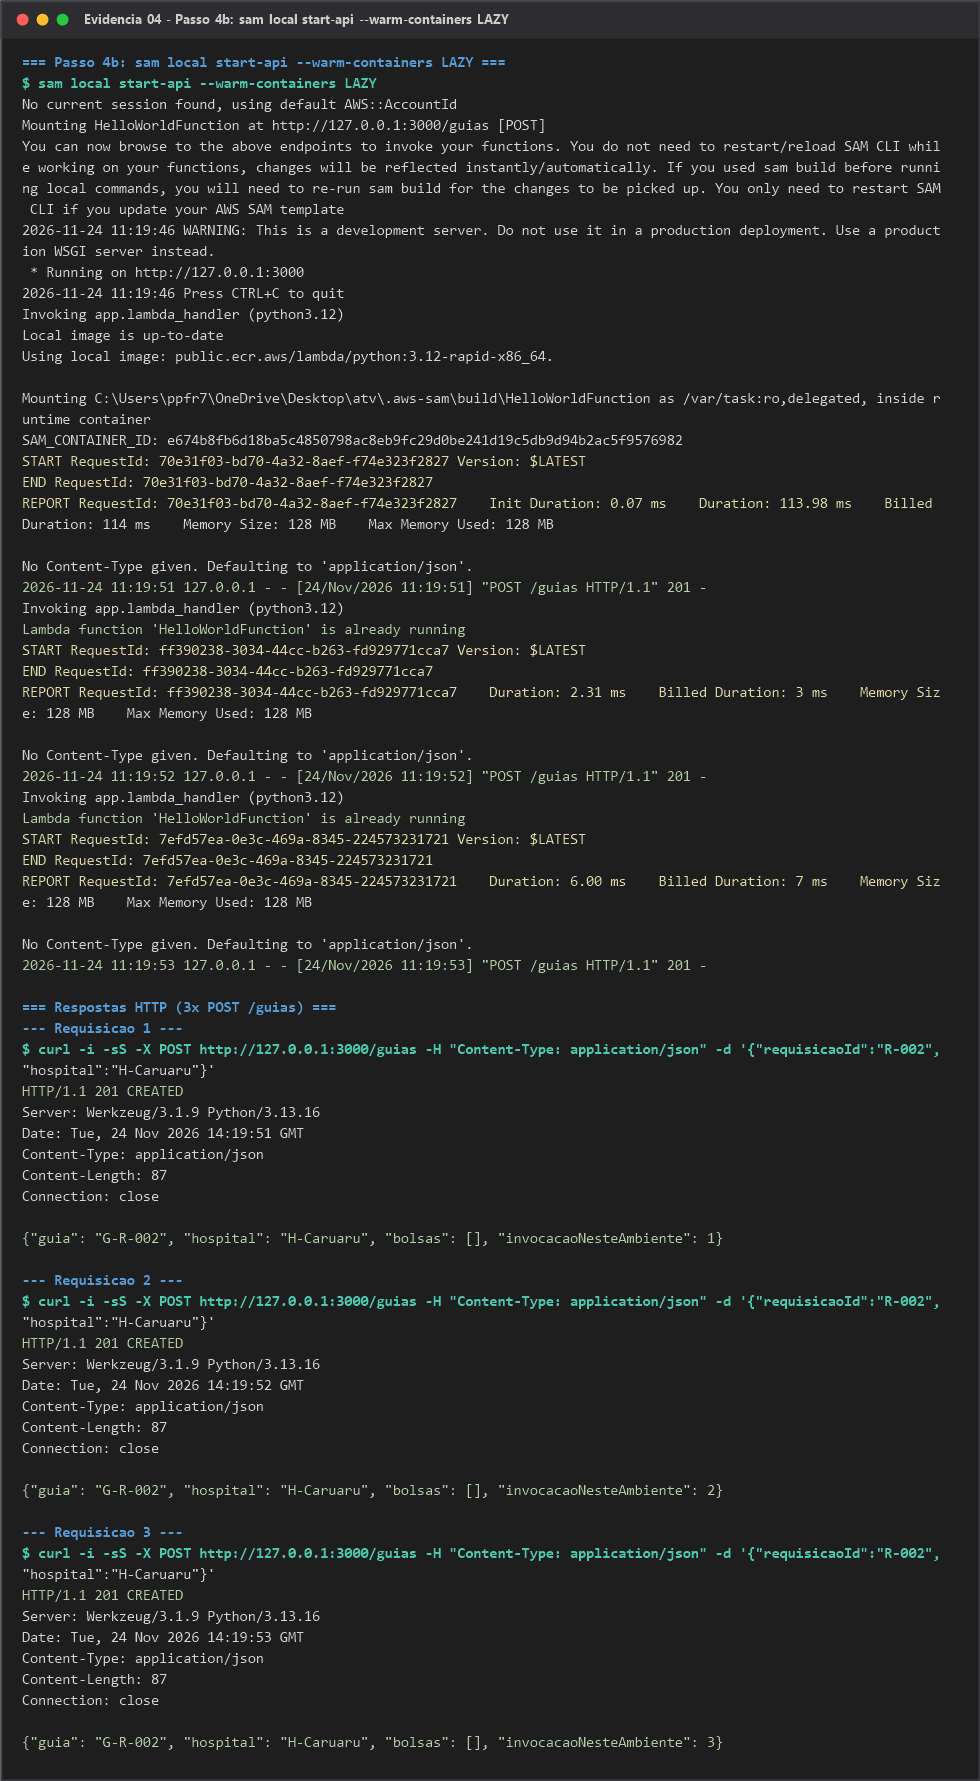 Evidencia 04 - Passo 4b: sam local start-api --warm-containers LAZY
=== Passo 4b: sam local start-api --warm-containers LAZY ===
$ sam local start-api --warm-containers LAZY
No current session found, using default AWS::AccountId
Mounting HelloWorldFunction at http://127.0.0.1:3000/guias [POST]
You can now browse to the above endpoints to invoke your functions. You do not need to restart/reload SAM CLI whil
e working on your functions, changes will be reflected instantly/automatically. If you used sam build before runni
ng local commands, you will need to re-run sam build for the changes to be picked up. You only need to restart SAM
 CLI if you update your AWS SAM template
2026-11-24 11:19:46 WARNING: This is a development server. Do not use it in a production deployment. Use a product
ion WSGI server instead.
 * Running on http://127.0.0.1:3000
2026-11-24 11:19:46 Press CTRL+C to quit
Invoking app.lambda_handler (python3.12)
Local image is up-to-date
Using local image: public.ecr.aws/lambda/python:3.12-rapid-x86_64.
Mounting C:\Users\ppfr7\OneDrive\Desktop\atv\.aws-sam\build\HelloWorldFunction as /var/task:ro,delegated, inside r
untime container
SAM_CONTAINER_ID: e674b8fb6d18ba5c4850798ac8eb9fc29d0be241d19c5db9d94b2ac5f9576982
START RequestId: 70e31f03-bd70-4a32-8aef-f74e323f2827 Version: $LATEST
END RequestId: 70e31f03-bd70-4a32-8aef-f74e323f2827
REPORT RequestId: 70e31f03-bd70-4a32-8aef-f74e323f2827    Init Duration: 0.07 ms    Duration: 113.98 ms    Billed
Duration: 114 ms    Memory Size: 128 MB    Max Memory Used: 128 MB
No Content-Type given. Defaulting to 'application/json'.
2026-11-24 11:19:51 127.0.0.1 - - [24/Nov/2026 11:19:51] "POST /guias HTTP/1.1" 201 -
Invoking app.lambda_handler (python3.12)
Lambda function 'HelloWorldFunction' is already running
START RequestId: ff390238-3034-44cc-b263-fd929771cca7 Version: $LATEST
END RequestId: ff390238-3034-44cc-b263-fd929771cca7
REPORT RequestId: ff390238-3034-44cc-b263-fd929771cca7    Duration: 2.31 ms    Billed Duration: 3 ms    Memory Siz
e: 128 MB    Max Memory Used: 128 MB
No Content-Type given. Defaulting to 'application/json'.
2026-11-24 11:19:52 127.0.0.1 - - [24/Nov/2026 11:19:52] "POST /guias HTTP/1.1" 201 -
Invoking app.lambda_handler (python3.12)
Lambda function 'HelloWorldFunction' is already running
START RequestId: 7efd57ea-0e3c-469a-8345-224573231721 Version: $LATEST
END RequestId: 7efd57ea-0e3c-469a-8345-224573231721
REPORT RequestId: 7efd57ea-0e3c-469a-8345-224573231721    Duration: 6.00 ms    Billed Duration: 7 ms    Memory Siz
e: 128 MB    Max Memory Used: 128 MB
No Content-Type given. Defaulting to 'application/json'.
2026-11-24 11:19:53 127.0.0.1 - - [24/Nov/2026 11:19:53] "POST /guias HTTP/1.1" 201 -
=== Respostas HTTP (3x POST /guias) ===
--- Requisicao 1 ---
$ curl -i -sS -X POST http://127.0.0.1:3000/guias -H "Content-Type: application/json" -d '{"requisicaoId":"R-002",
"hospital":"H-Caruaru"}'
HTTP/1.1 201 CREATED
Server: Werkzeug/3.1.9 Python/3.13.16
Date: Tue, 24 Nov 2026 14:19:51 GMT
Content-Type: application/json
Content-Length: 87
Connection: close
{"guia": "G-R-002", "hospital": "H-Caruaru", "bolsas": [], "invocacaoNesteAmbiente": 1}
--- Requisicao 2 ---
$ curl -i -sS -X POST http://127.0.0.1:3000/guias -H "Content-Type: application/json" -d '{"requisicaoId":"R-002",
"hospital":"H-Caruaru"}'
HTTP/1.1 201 CREATED
Server: Werkzeug/3.1.9 Python/3.13.16
Date: Tue, 24 Nov 2026 14:19:52 GMT
Content-Type: application/json
Content-Length: 87
Connection: close
{"guia": "G-R-002", "hospital": "H-Caruaru", "bolsas": [], "invocacaoNesteAmbiente": 2}
--- Requisicao 3 ---
$ curl -i -sS -X POST http://127.0.0.1:3000/guias -H "Content-Type: application/json" -d '{"requisicaoId":"R-002",
"hospital":"H-Caruaru"}'
HTTP/1.1 201 CREATED
Server: Werkzeug/3.1.9 Python/3.13.16
Date: Tue, 24 Nov 2026 14:19:53 GMT
Content-Type: application/json
Content-Length: 87
Connection: close
{"guia": "G-R-002", "hospital": "H-Caruaru", "bolsas": [], "invocacaoNesteAmbiente": 3}